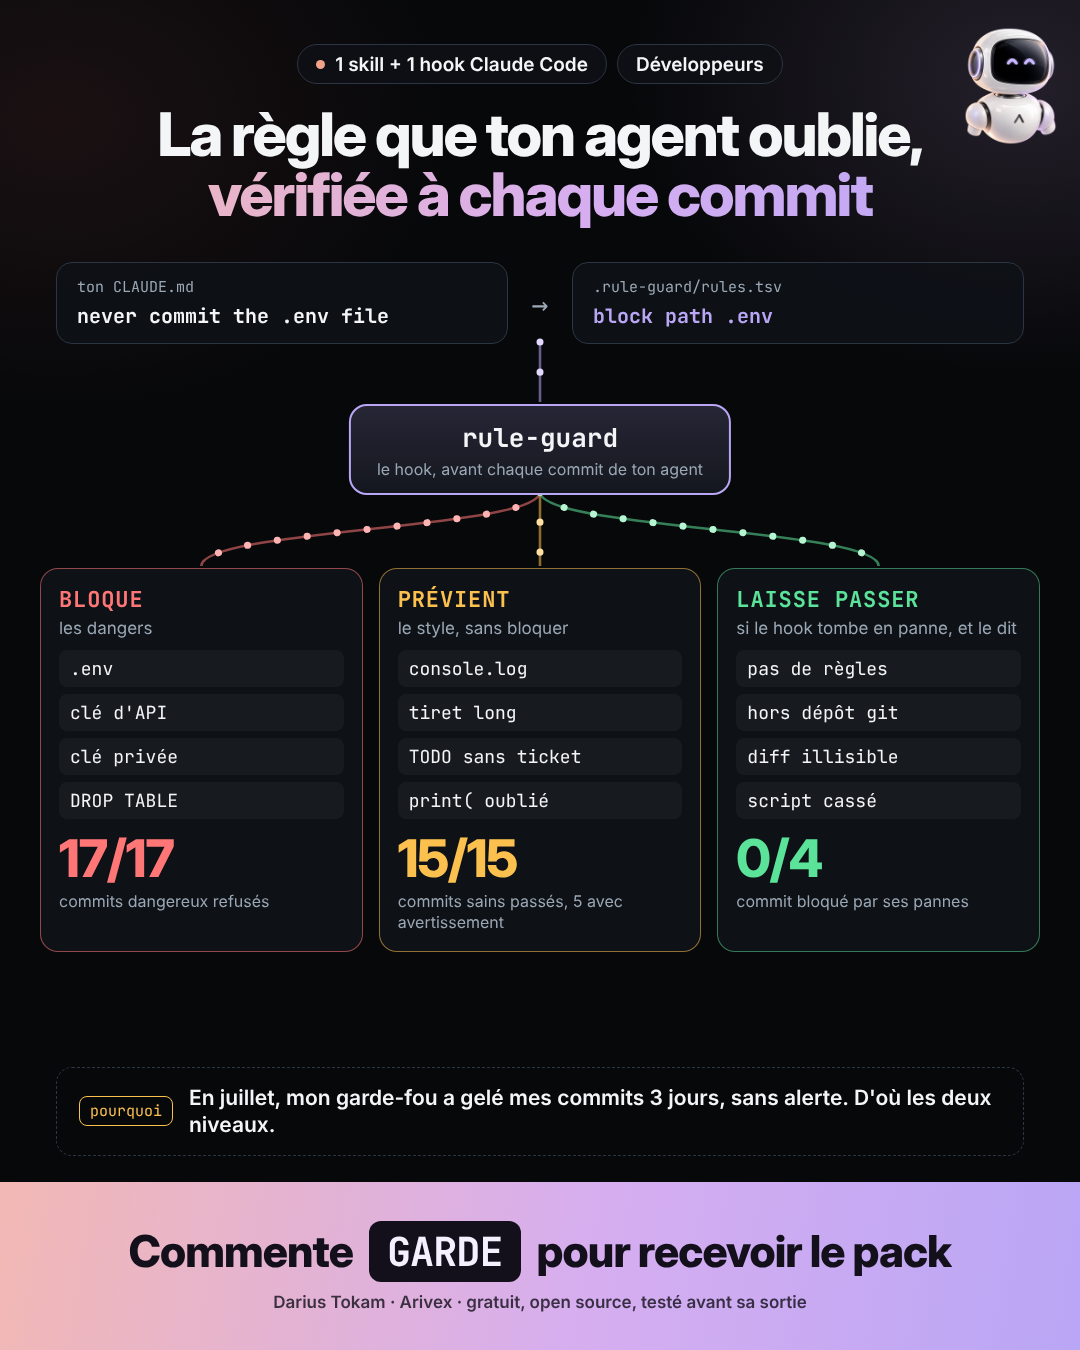 1 skill + 1 hook Claude Code
Développeurs
La règle que ton agent oublie,
vérifiée à chaque commit
ton CLAUDE.md
never commit the .env file
→
.rule-guard/rules.tsv
block path .env
rule-guard
le hook, avant chaque commit de ton agent
BLOQUE
les dangers
.env
clé d'API
clé privée
DROP TABLE
17/17
commits dangereux refusés
PRÉVIENT
le style, sans bloquer
console.log
tiret long
TODO sans ticket
print( oublié
15/15
commits sains passés, 5 avec
avertissement
LAISSE PASSER
si le hook tombe en panne, et le dit
pas de règles
hors dépôt git
diff illisible
script cassé
0/4
commit bloqué par ses pannes
pourquoi
En juillet, mon garde-fou a gelé mes commits 3 jours, sans alerte. D'où les deux
niveaux.
Commente GARDE pour recevoir le pack
Darius Tokam · Arivex · gratuit, open source, testé avant sa sortie